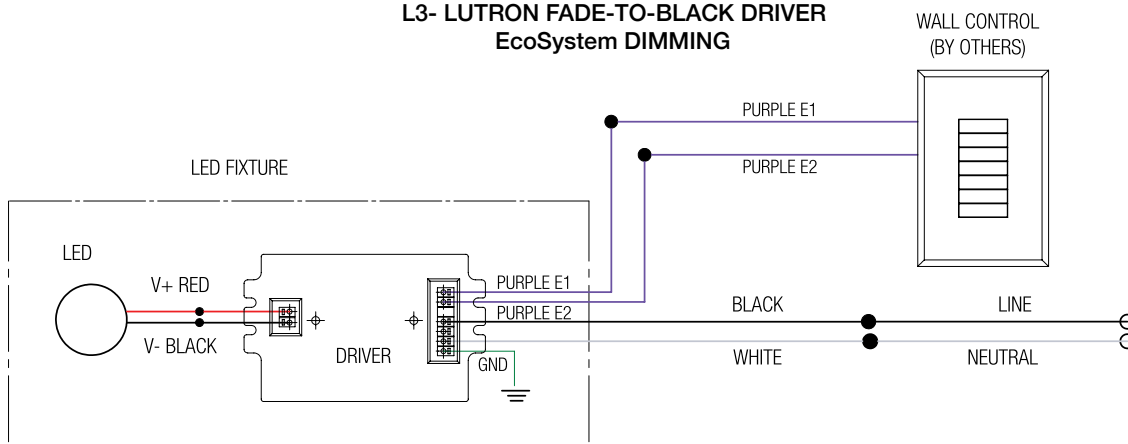 L3- LUTRON FADE-TO-BLACK DRIVER
EcoSystem DIMMING
WALL CONTROL
(BY OTHERS)
PURPLE E1
PURPLE E2
LED FIXTURE
LED
V+ RED
V- BLACK
DRIVER
PURPLE E1
PURPLE E2
GND
BLACK
LINE
WHITE
NEUTRAL